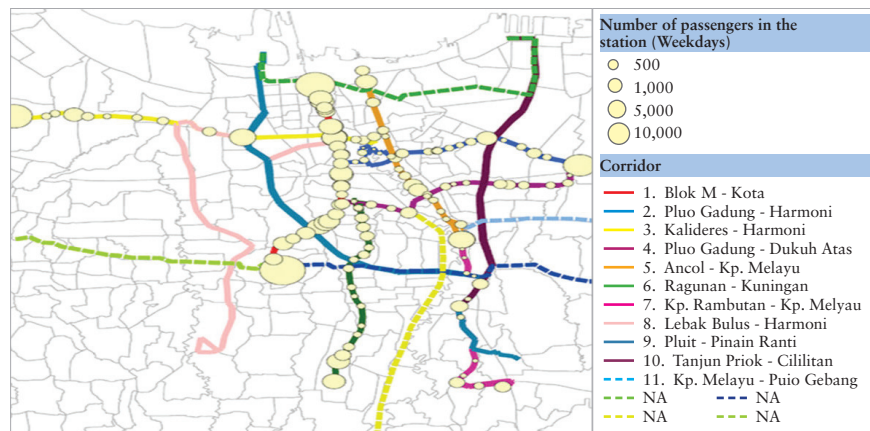 Number of passengers in the
station (Weekdays)
500
1,000
5,000
10,000
Corridor
1. Blok M - Kota
2. Pluo Gadung - Harmoni
3. Kalideres - Harmoni
4. Pluo Gadung - Dukuh Atas
5. Ancol - Kp. Melayu
6. Ragunan - Kuningan
7. Kp. Rambutan - Kp. Melyau
8. Lebak Bulus - Harmoni
9. Pluit - Pinain Ranti
10. Tanjun Priok - Cililitan
11. Kp. Melayu - Puio Gebang
NA NA
NA NA